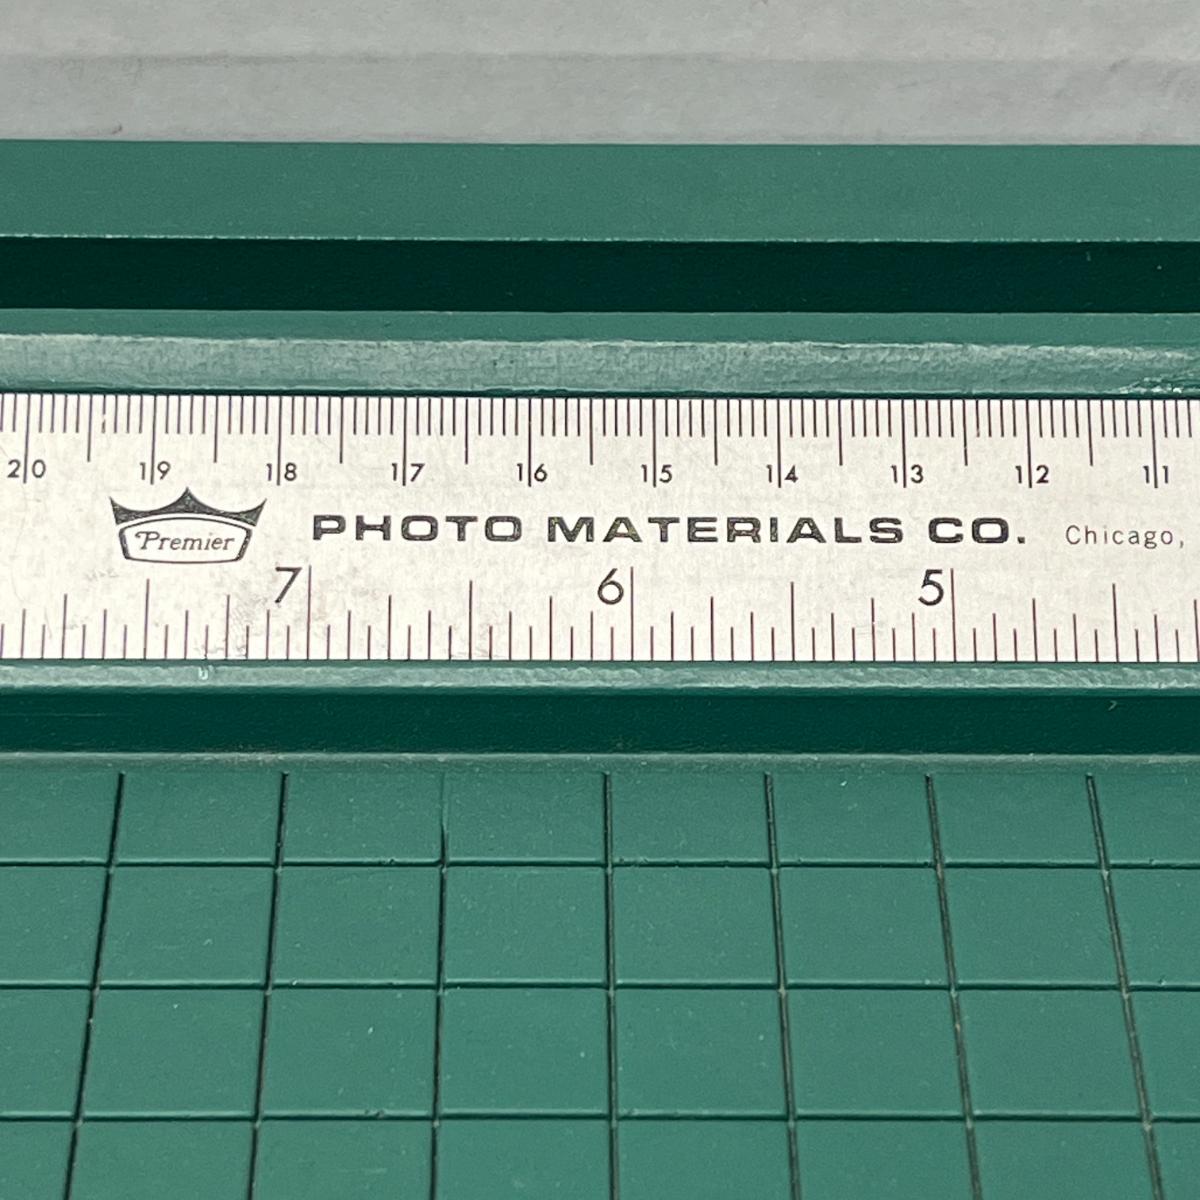 20 19 18 17 16 15 14 13 12 11
Premier PHOTO MATERIALS CO. Chicago,
7 6 5